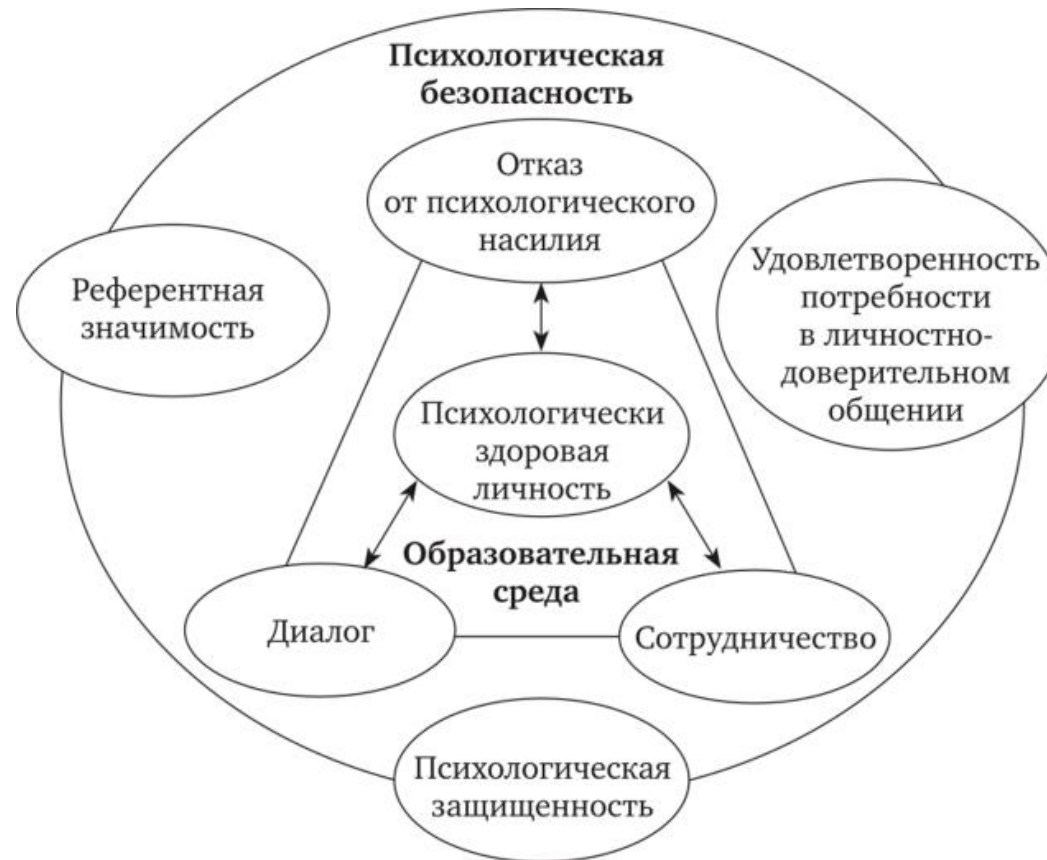 Психологическая
безопасность
Отказ
от психологического
насилия
Референтная
значимость
Удовлетворенность
потребности
в личностно-
доверительном
общении
Психологически
здоровая
личность
Образовательная
среда
Диалог
Сотрудничество
Психологическая
защищенность